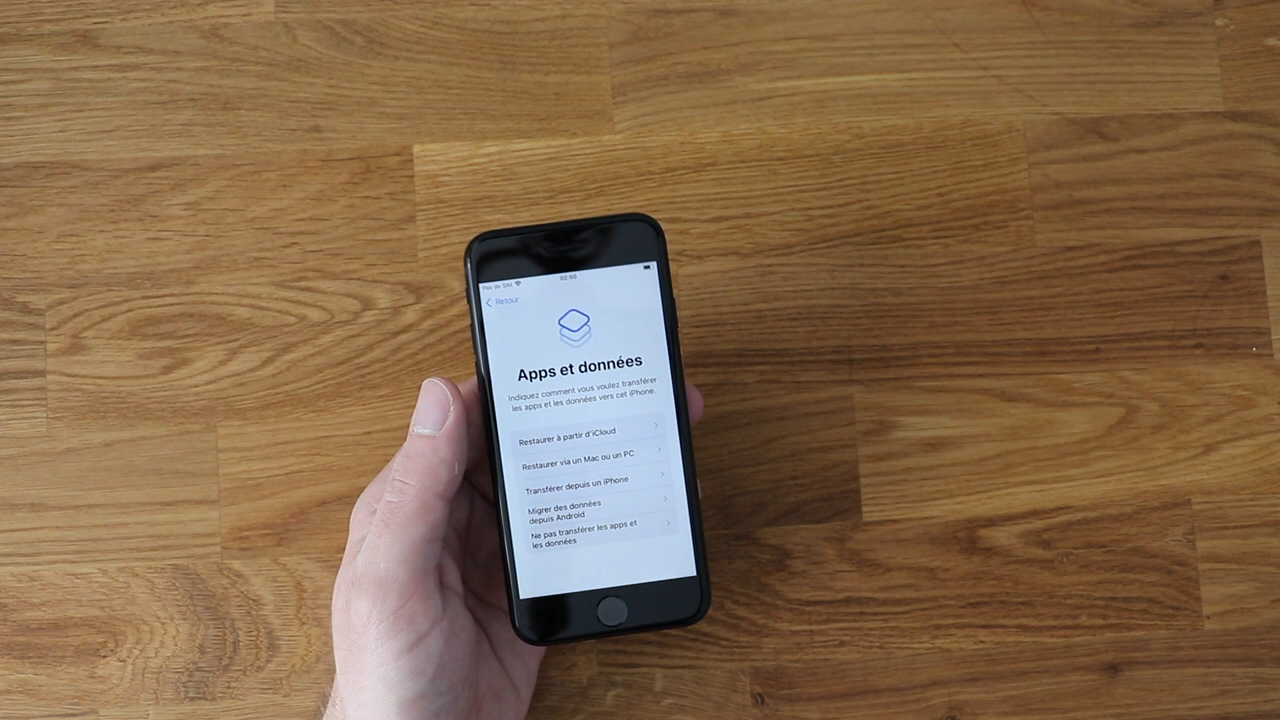 Pas de SIM
Retour
Apps et données
Indiquez comment vous voulez transférer
les apps et les données vers cet iPhone.
Restaurer à partir d'iCloud
Restaurer via un Mac ou un PC
Transférer depuis un iPhone
Migrer des données
depuis Android
Ne pas transférer les apps et
les données